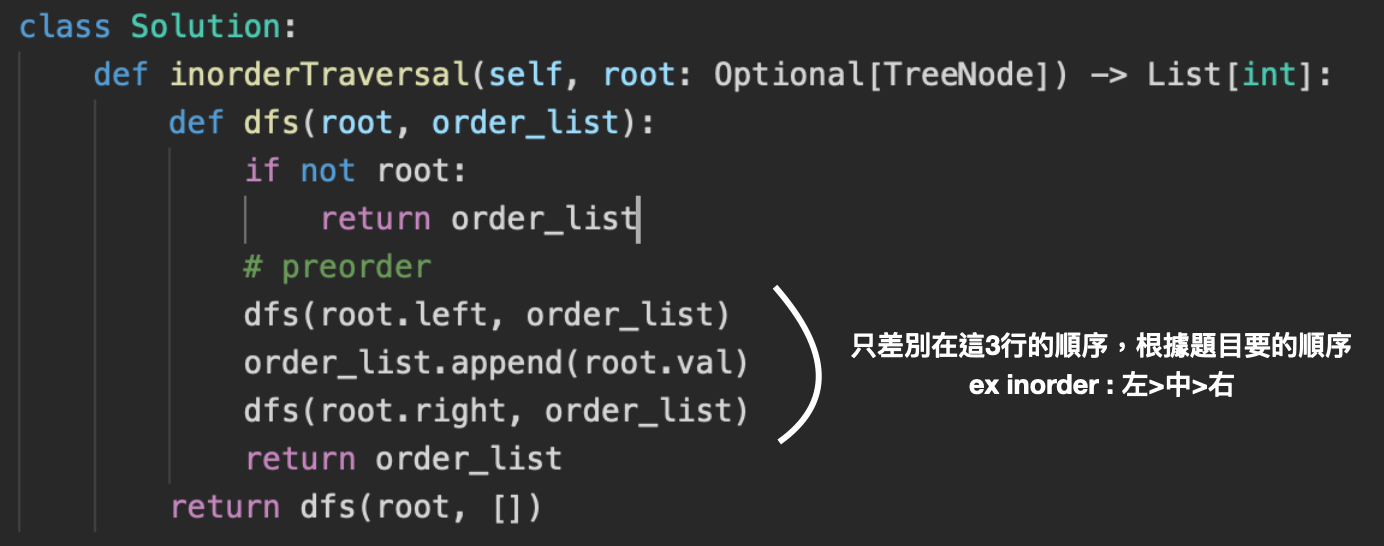 class Solution:
def inorderTraversal(self, root: Optional[TreeNode]) -> List[int]:
def dfs(root, order_list):
if not root:
return order_list
# preorder
dfs(root.left, order_list)
order_list.append(root.val)
dfs(root.right, order_list)
return order_list
return dfs(root, [])
只差別在這3行的順序，根據題目要的順序
ex inorder : 左>中>右